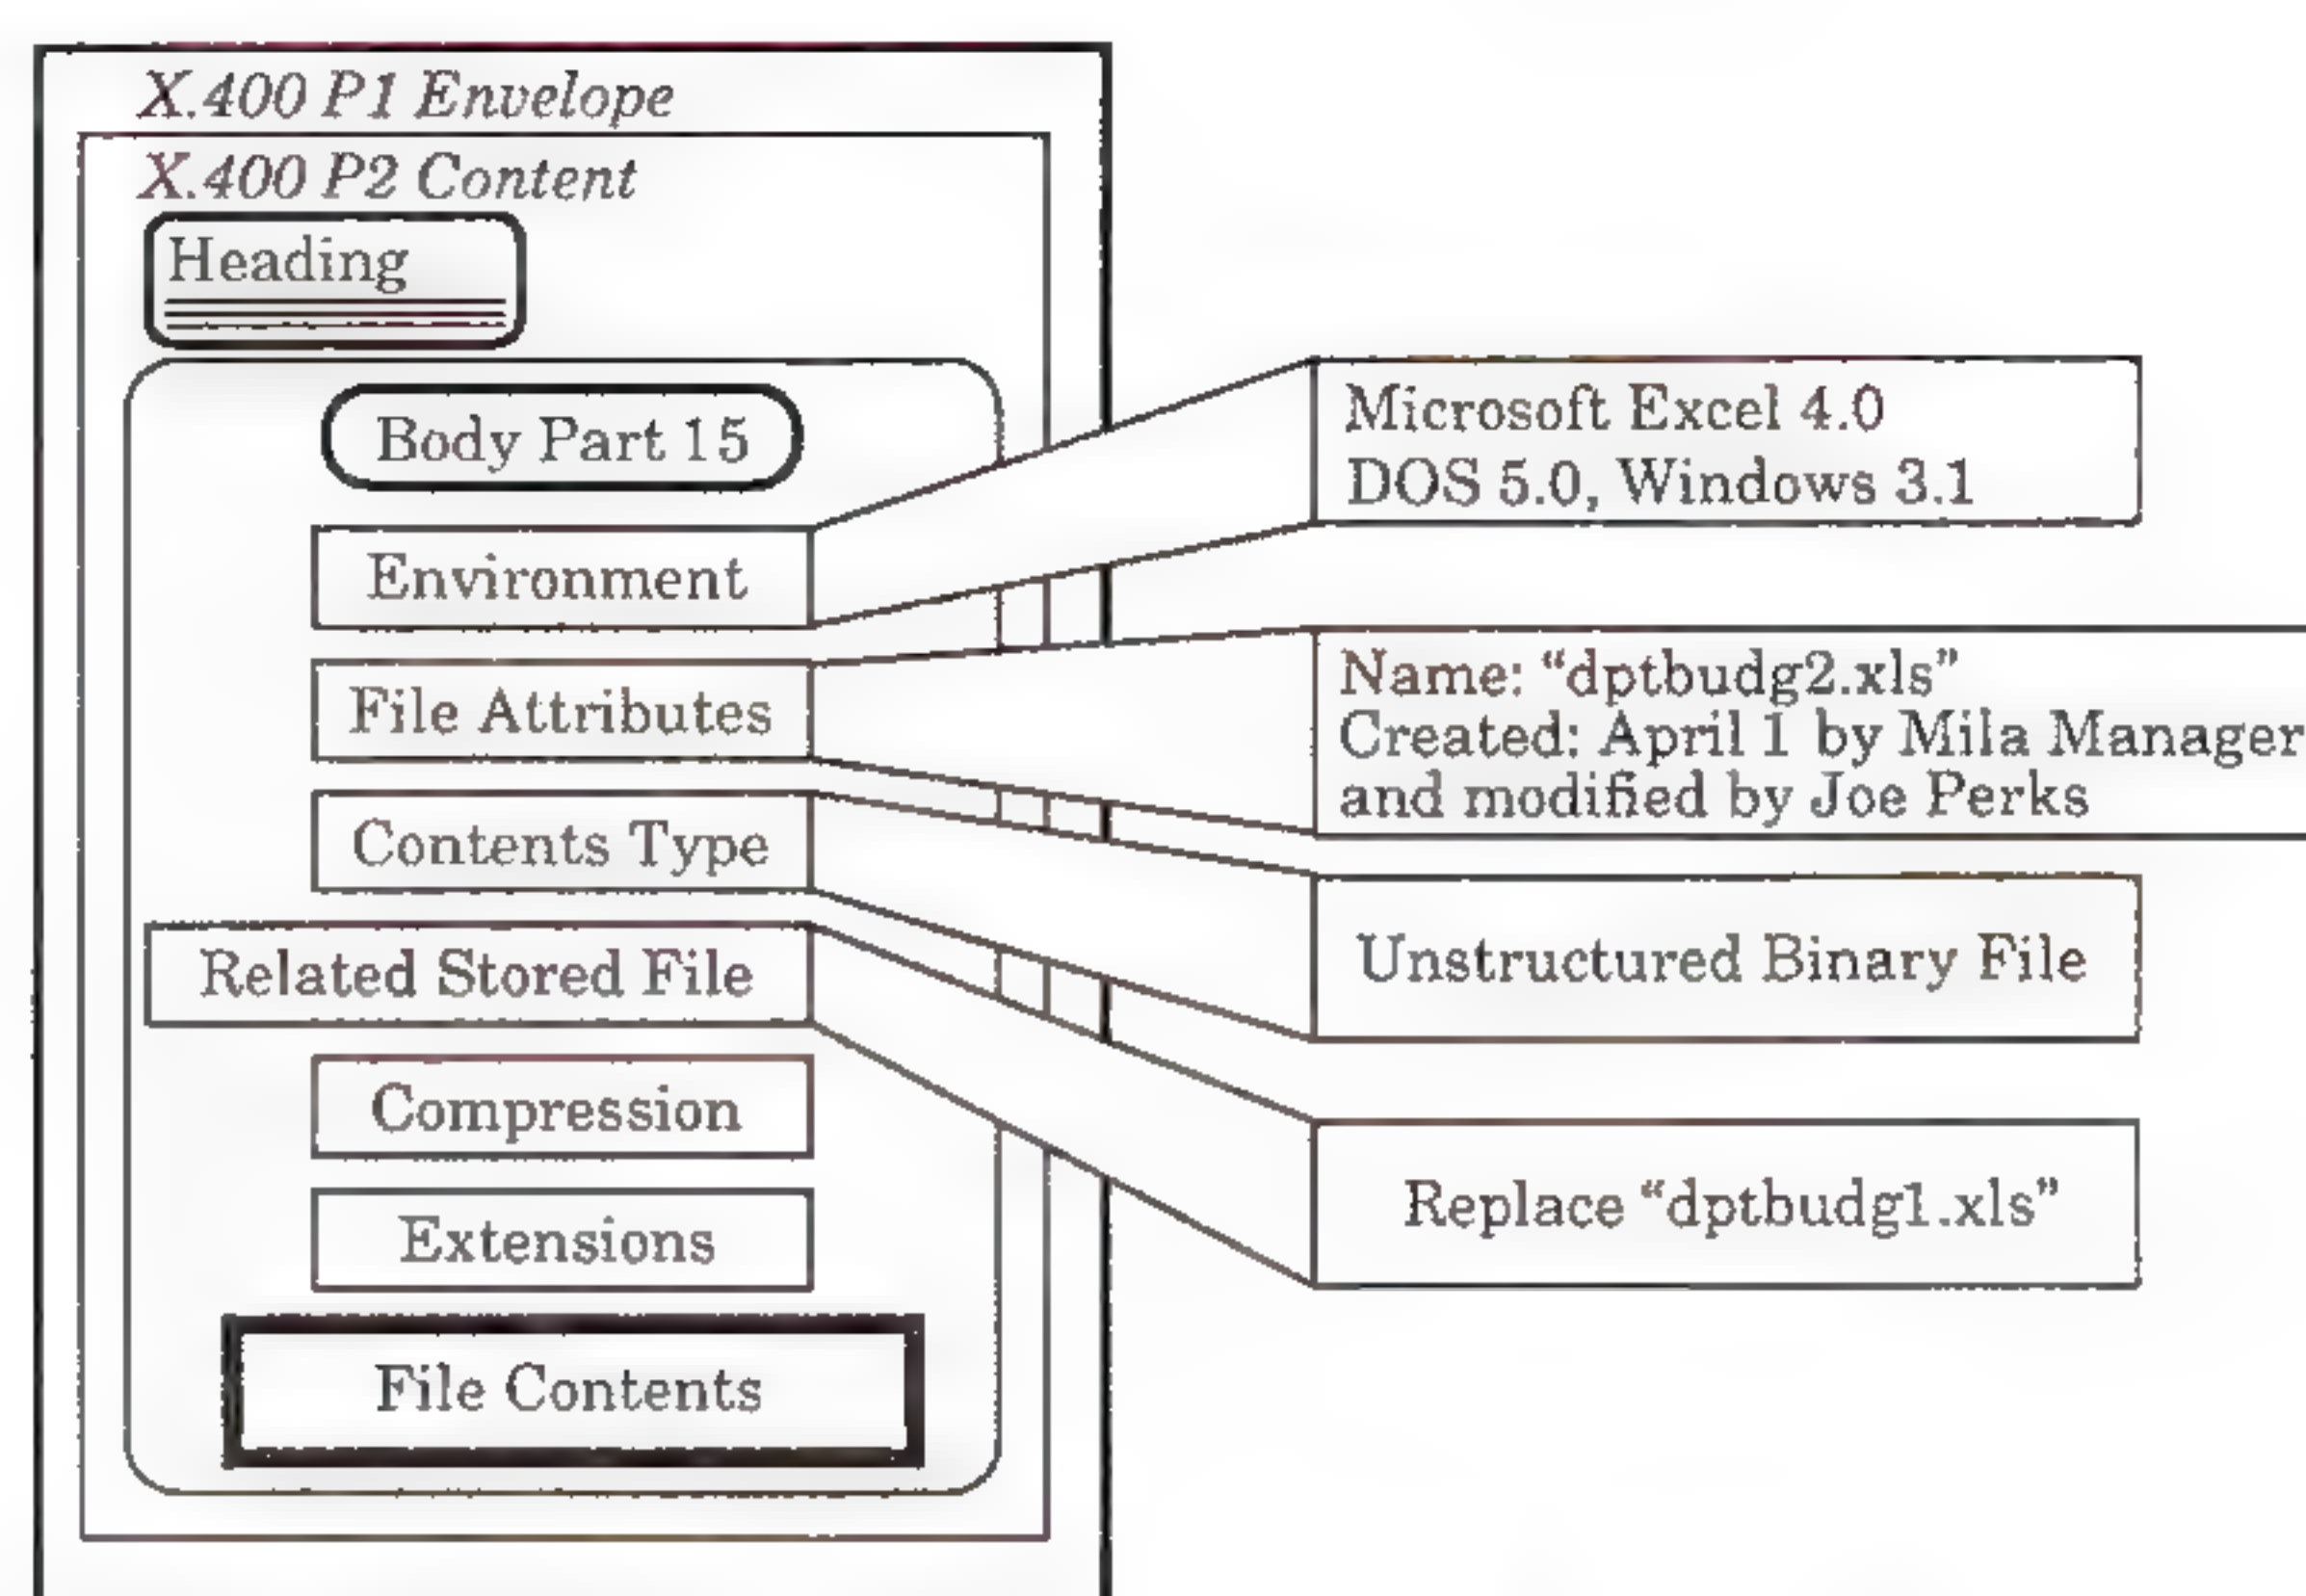 X.400 P1 Envelope
X.400 P2 Content
Heading
Body Part 15
Environment
File Attributes
Contents Type
Related Stored File
Compression
Extensions
File Contents
Microsoft Excel 4.0
DOS 5.0, Windows 3.1
Name: “dptbudg2.xls”
Created: April 1 by Mila Manager
and modified by Joe Perks
Unstructured Binary File
Replace “dptbudg1.xls”